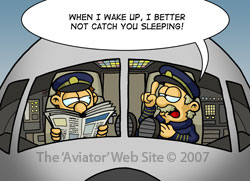 WHEN I WAKE UP, I BETTER
NOT CATCH YOU SLEEPING!
The 'Aviator' Web Site © 2007